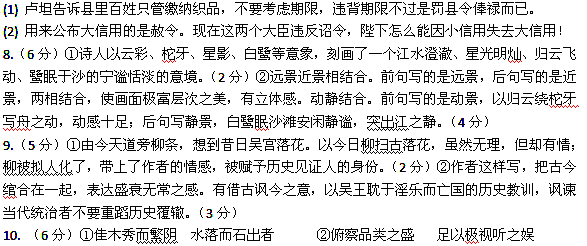 (1) 卢坦告诉县里百姓只管缴纳织品，不要考虑期限，违背期限不过是罚县令俸禄而已。
(2) 用来公布大信用的是赦令。现在这两个大臣违反诏令，陛下怎么能因小信用失去大信用！
8.（6分）①诗人以云彩、柁牙、星影、白鹭等意象，刻画了一个江水澄澈、星光明灿、归云飞
动、鹭眠于沙的宁谧恬淡的意境。（2分）②远景近景相结合。前句写的是远景，后句写的是近
景，两相结合，使画面极富层次之美，有立体感。动静结合。前句写的是动景，以归云绕柁牙
写舟之动，动感十足；后句写静景，白鹭眠沙滩安闲静谧，突出江之静。（4分）
9.（5分）①由今天道旁柳条，想到昔日吴宫落花。以今日柳扫古落花，虽然无理，但却有情；
柳被拟人化了，带上了作者的情感，被赋予历史见证人的身份。（2分）②作者这样写，把古今
绾合在一起，表达盛衰无常之感。有借古讽今之意，以吴王耽于淫乐而亡国的历史教训，讽谏
当代统治者不要重蹈历史覆辙。（3分）
10.（6分）①佳木秀而繁阴 水落而石出者 ②俯察品类之盛 足以极视听之娱